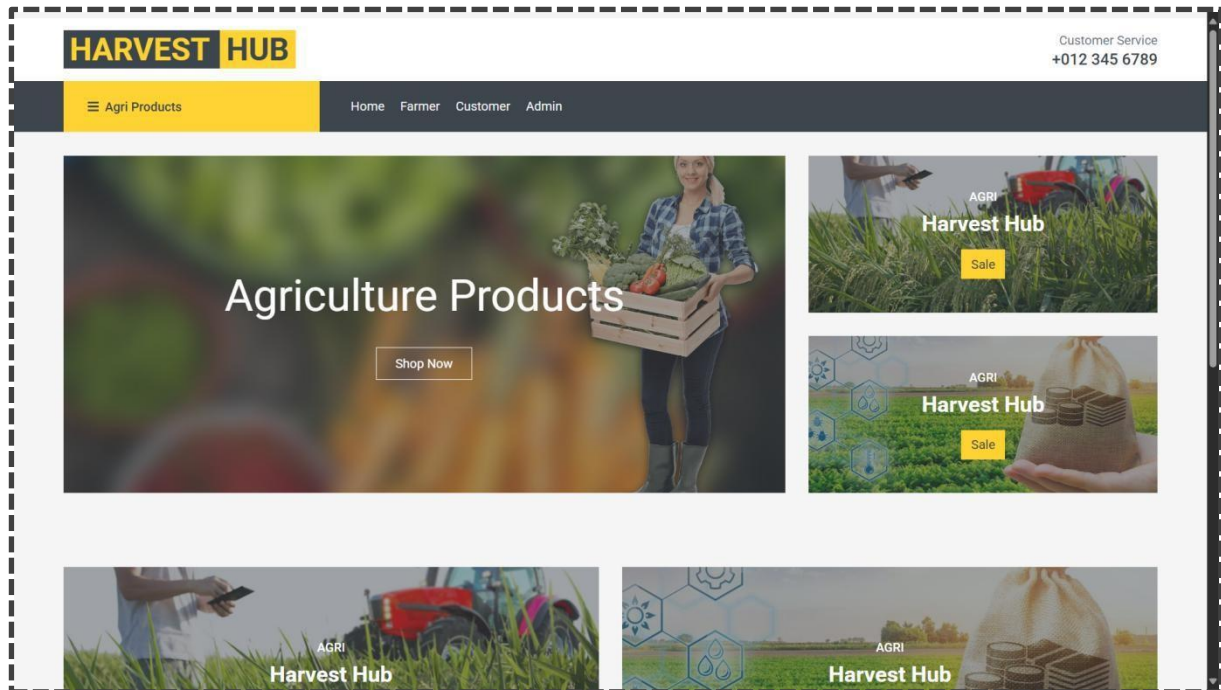 HARVEST HUB
Customer Service
+012 345 6789
Agri Products
Home Farmer Customer Admin
Agriculture Products
Shop Now
AGRI
Harvest Hub
Sale
AGRI
Harvest Hub
Sale
AGRI
Harvest Hub
AGRI
Harvest Hub